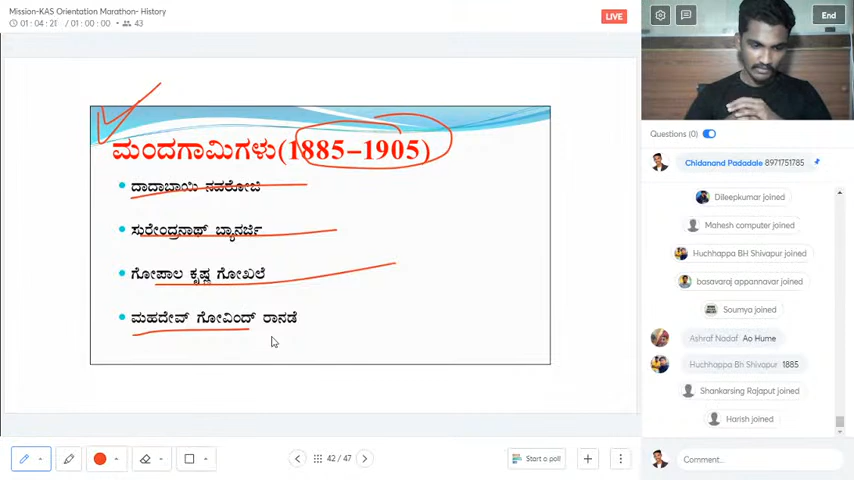 Mission-KAS Orientation Marathon- History
01:04:21 / 01:00:00 • 43
LIVE
End
ಮಂದಗಾಮಿಗಳು(1885-1905)
• ದಾದಾಬಾಯಿ ನವರೋಜಿ
• ಸುರೇಂದ್ರನಾಥ್ ಬ್ಯಾನರ್ಜಿ
• ಗೋಪಾಲ ಕೃಷ್ಣ ಗೋಖಲೆ
• ಮಹದೇವ್ ಗೋವಿಂದ್ ರಾನಡೆ
Questions (0)
Chidanand Padadale 8971751785
Dileepkumar joined
Mahesh computer joined
Huchhappa BH Shivapur joined
basavaraj appannavar joined
Soumya joined
Ashraf Nadaf Ao Hume
Huchhappa Bh Shivapur 1885
Shankarsing Rajaput joined
Harish joined
42 / 47
Start a poll
Comment...